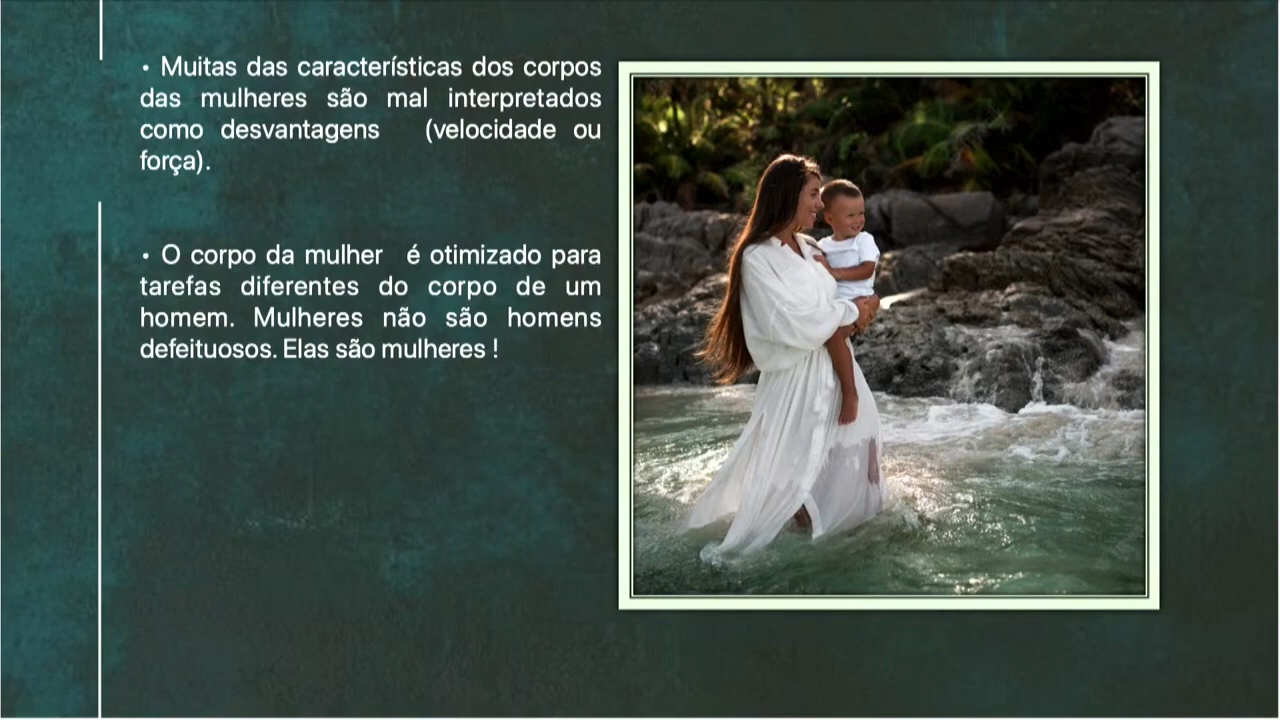 • Muitas das características dos corpos
das mulheres são mal interpretados
como desvantagens (velocidade ou
força).
• O corpo da mulher é otimizado para
tarefas diferentes do corpo de um
homem. Mulheres não são homens
defeituosos. Elas são mulheres !